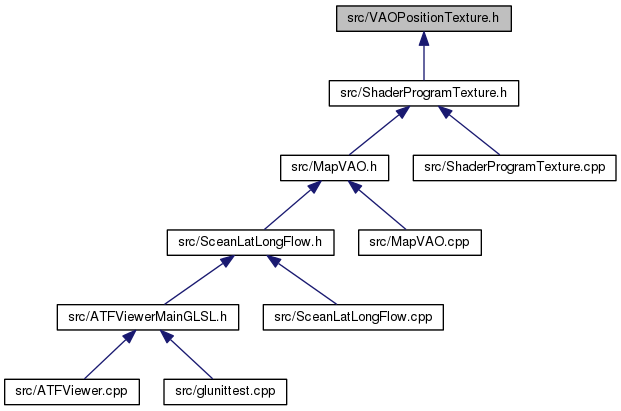 src/VAOPositionTexture.h
src/ShaderProgramTexture.h
src/MapVAO.h
src/ShaderProgramTexture.cpp
src/SceanLatLongFlow.h
src/MapVAO.cpp
src/ATFViewerMainGLSL.h
src/SceanLatLongFlow.cpp
src/ATFViewer.cpp
src/glunittest.cpp